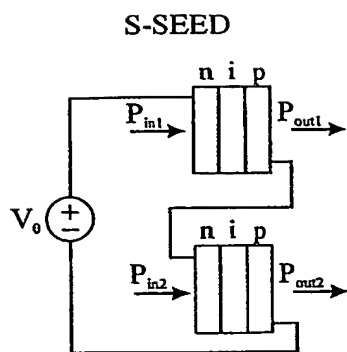 S-SEED
n i p
P_in1 P_out1
V_0 + −
n i p
P_in2 P_out2